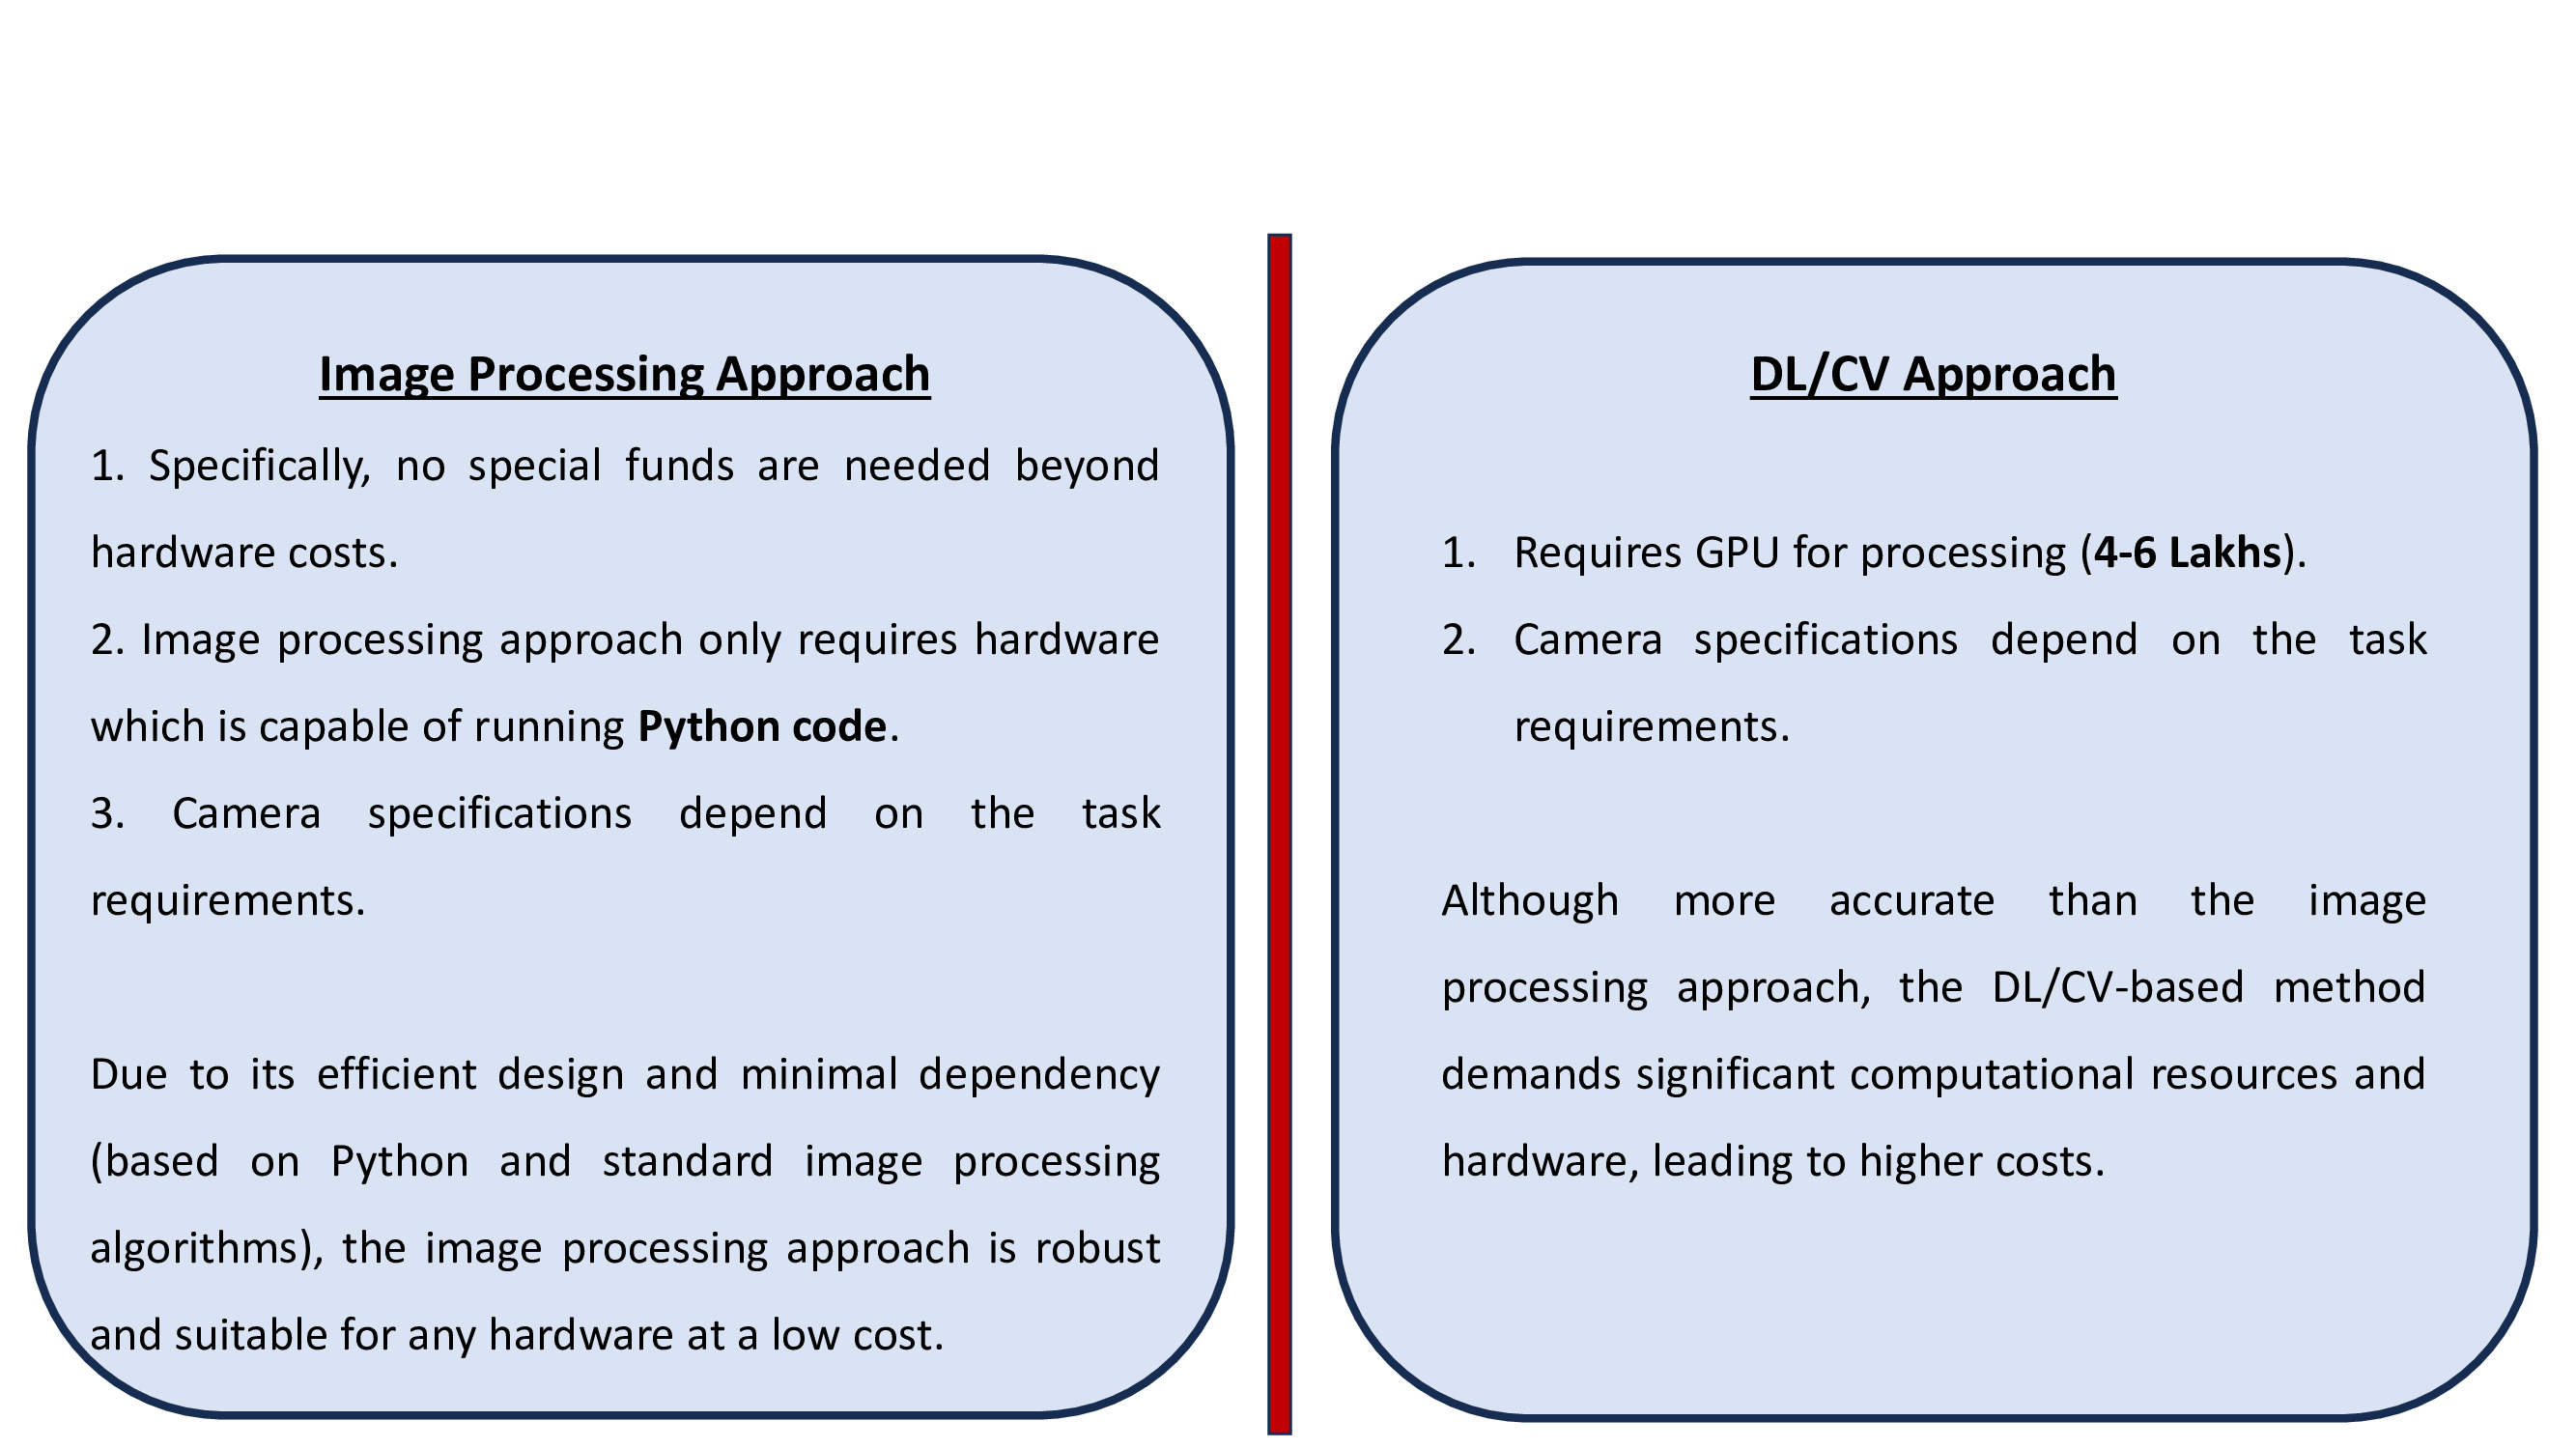 Image Processing Approach
1. Specifically, no special funds are needed beyond
hardware costs.
2. Image processing approach only requires hardware
which is capable of running Python code.
3. Camera specifications depend on the task
requirements.
Due to its efficient design and minimal dependency
(based on Python and standard image processing
algorithms), the image processing approach is robust
and suitable for any hardware at a low cost.
DL/CV Approach
1. Requires GPU for processing (4-6 Lakhs).
2. Camera specifications depend on the task
requirements.
Although more accurate than the image
processing approach, the DL/CV-based method
demands significant computational resources and
hardware, leading to higher costs.